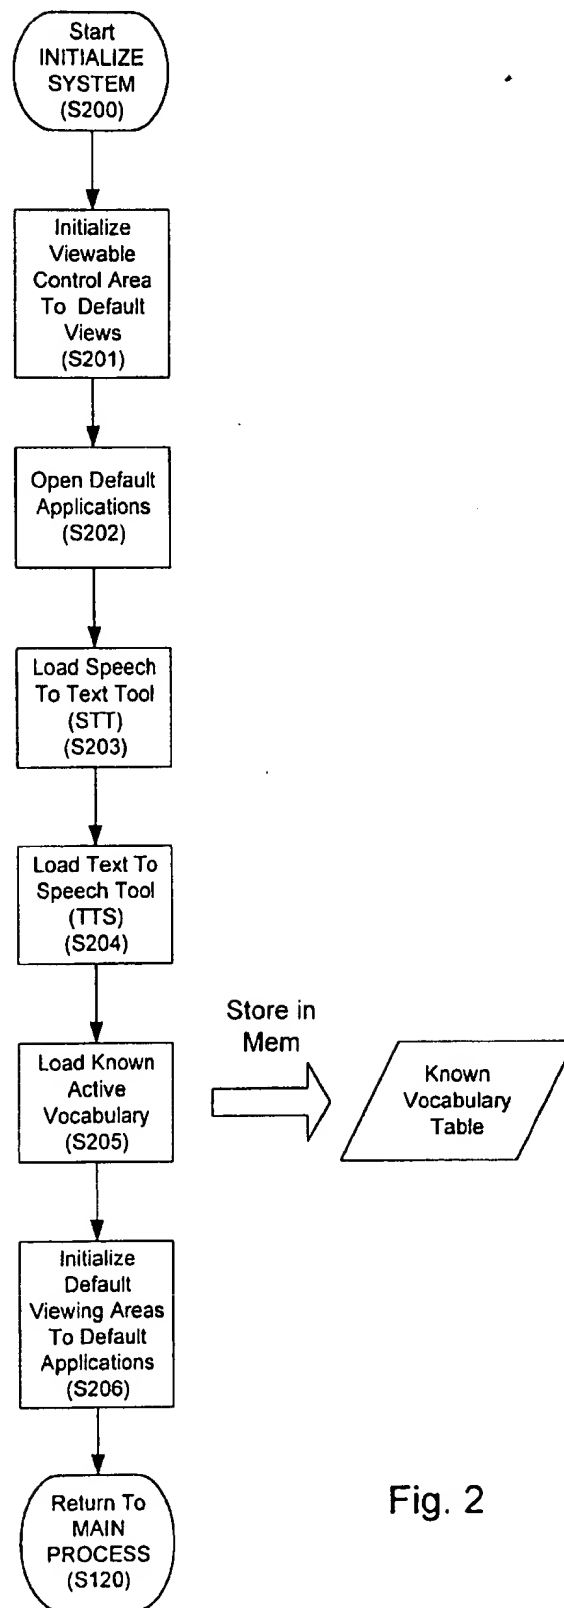 Start
INITIALIZE
SYSTEM
(S200)
Initialize
Viewable
Control Area
To Default
Views
(S201)
Open Default
Applications
(S202)
Load Speech
To Text Tool
(STT)
(S203)
Load Text To
Speech Tool
(TTS)
(S204)
Load Known
Active
Vocabulary
(S205)
Store in
Mem
Known
Vocabulary
Table
Initialize
Default
Viewing Areas
To Default
Applications
(S206)
Return To
MAIN
PROCESS
(S120)
Fig. 2